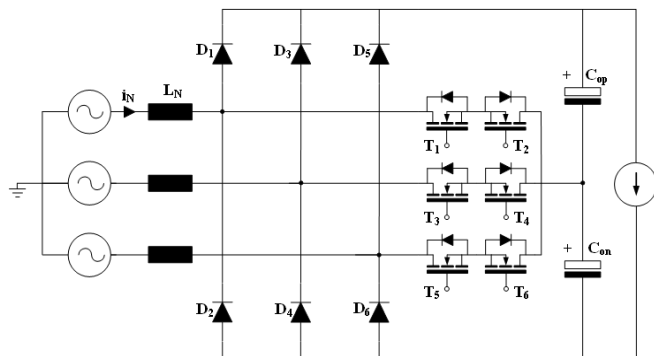 D1 D3 D5
+ Cop
iN LN
T1 T2
T3 T4
+ Con
T5 T6
D2 D4 D6